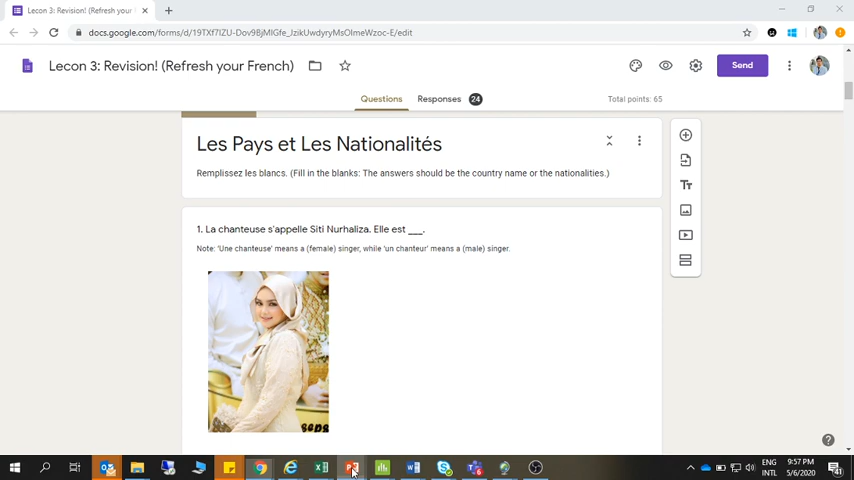 Lecon 3: Revision! (Refresh your F
docs.google.com/forms/d/19TXf7IZU-Dov9BjMIGfe_JzikUwdyryMsOImeWzoc-E/edit
Lecon 3: Revision! (Refresh your French)
Send
Questions
Responses 24
Total points: 65
Les Pays et Les Nationalités
Remplissez les blancs. (Fill in the blanks: The answers should be the country name or the nationalities.)
1. La chanteuse s'appelle Siti Nurhaliza. Elle est ___.
Note: 'Une chanteuse' means a (female) singer, while 'un chanteur' means a (male) singer.
ENG
INTL
9:57 PM
5/6/2020
41